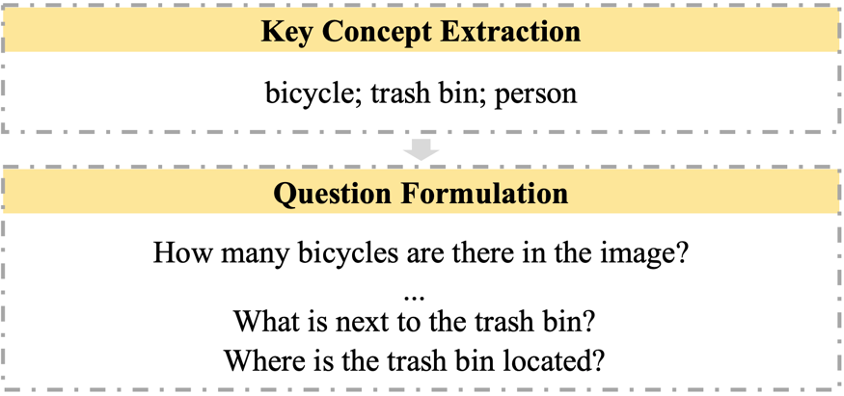 Key Concept Extraction
bicycle; trash bin; person
Question Formulation
How many bicycles are there in the image?
...
What is next to the trash bin?
Where is the trash bin located?